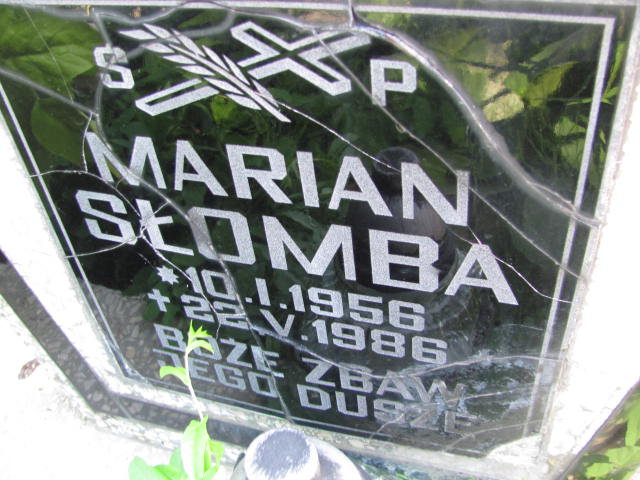 Ś P
MARIAN
SŁOMBA
* 10.I.1956
+ 22.V.1986
BOŻE ZBAW
JEGO DUSZĘ